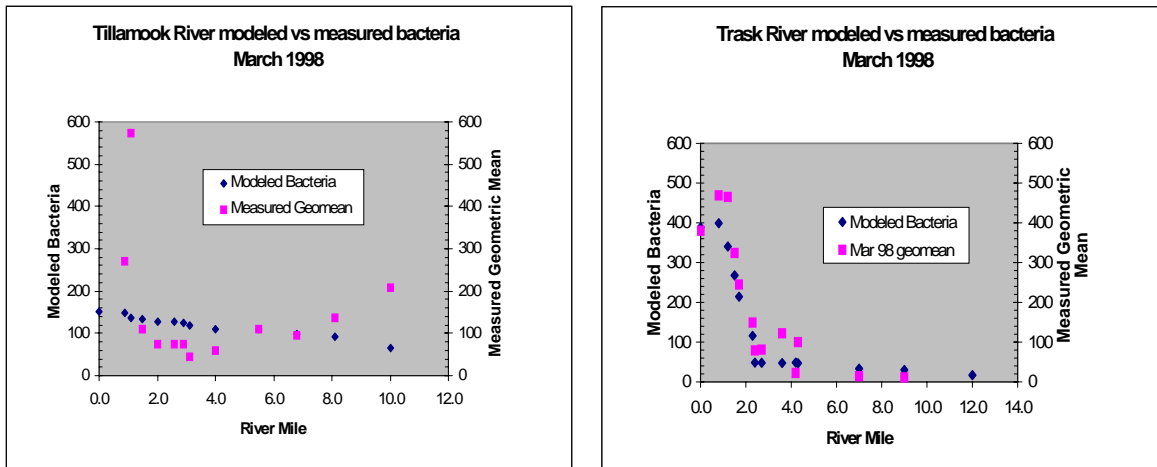 Tillamook River modeled vs measured bacteria
March 1998
600
500
400
300
200
100
0
Modeled Bacteria
0.0 2.0 4.0 6.0 8.0 10.0 12.0
River Mile
600
500
400
300
200
100
0
Measured Geometric Mean
Modeled Bacteria
Measured Geomean
Trask River modeled vs measured bacteria
March 1998
600
500
400
300
200
100
0
Modeled Bacteria
0.0 2.0 4.0 6.0 8.0 10.0 12.0 14.0
River Mile
600
500
400
300
200
100
0
Measured Geometric
Mean
Modeled Bacteria
Mar 98 geomean